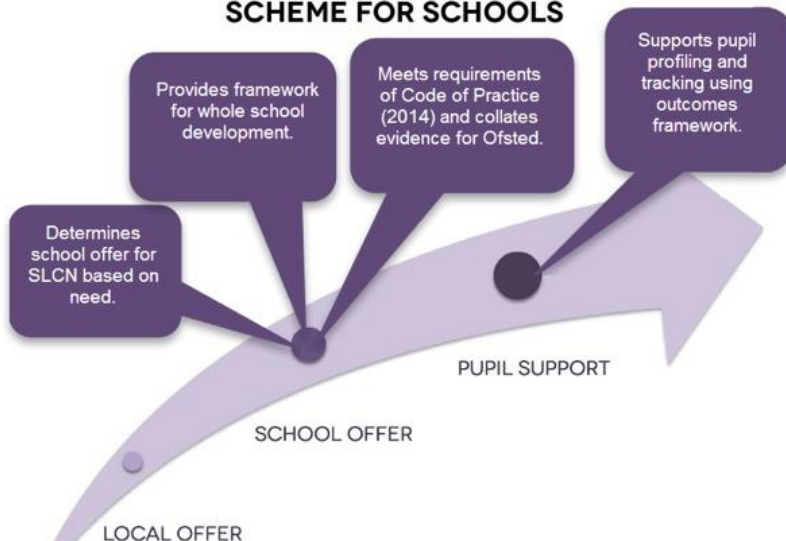 SCHEME FOR SCHOOLS
Supports pupil
profiling and
tracking using
outcomes
framework.
Meets requirements
of Code of Practice
(2014) and collates
evidence for Ofsted.
Provides framework
for whole school
development.
Determines
school offer for
SLCN based on
need.
PUPIL SUPPORT
SCHOOL OFFER
LOCAL OFFER